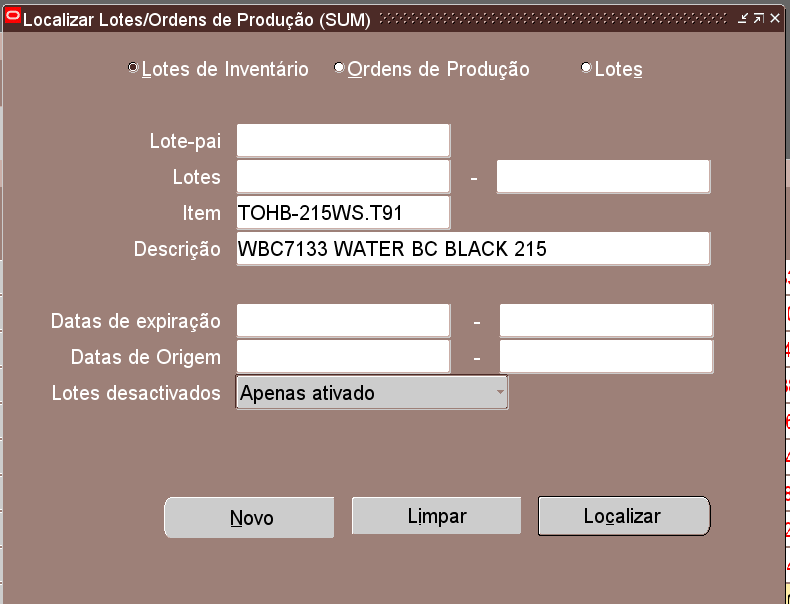 Localizar Lotes/Ordens de Produção (SUM)
Lotes de Inventário Ordens de Produção Lotes
Lote-pai
Lotes -
Item TOHB-215WS.T91
Descrição WBC7133 WATER BC BLACK 215
Datas de expiração -
Datas de Origem -
Lotes desactivados Apenas ativado
Novo Limpar Localizar